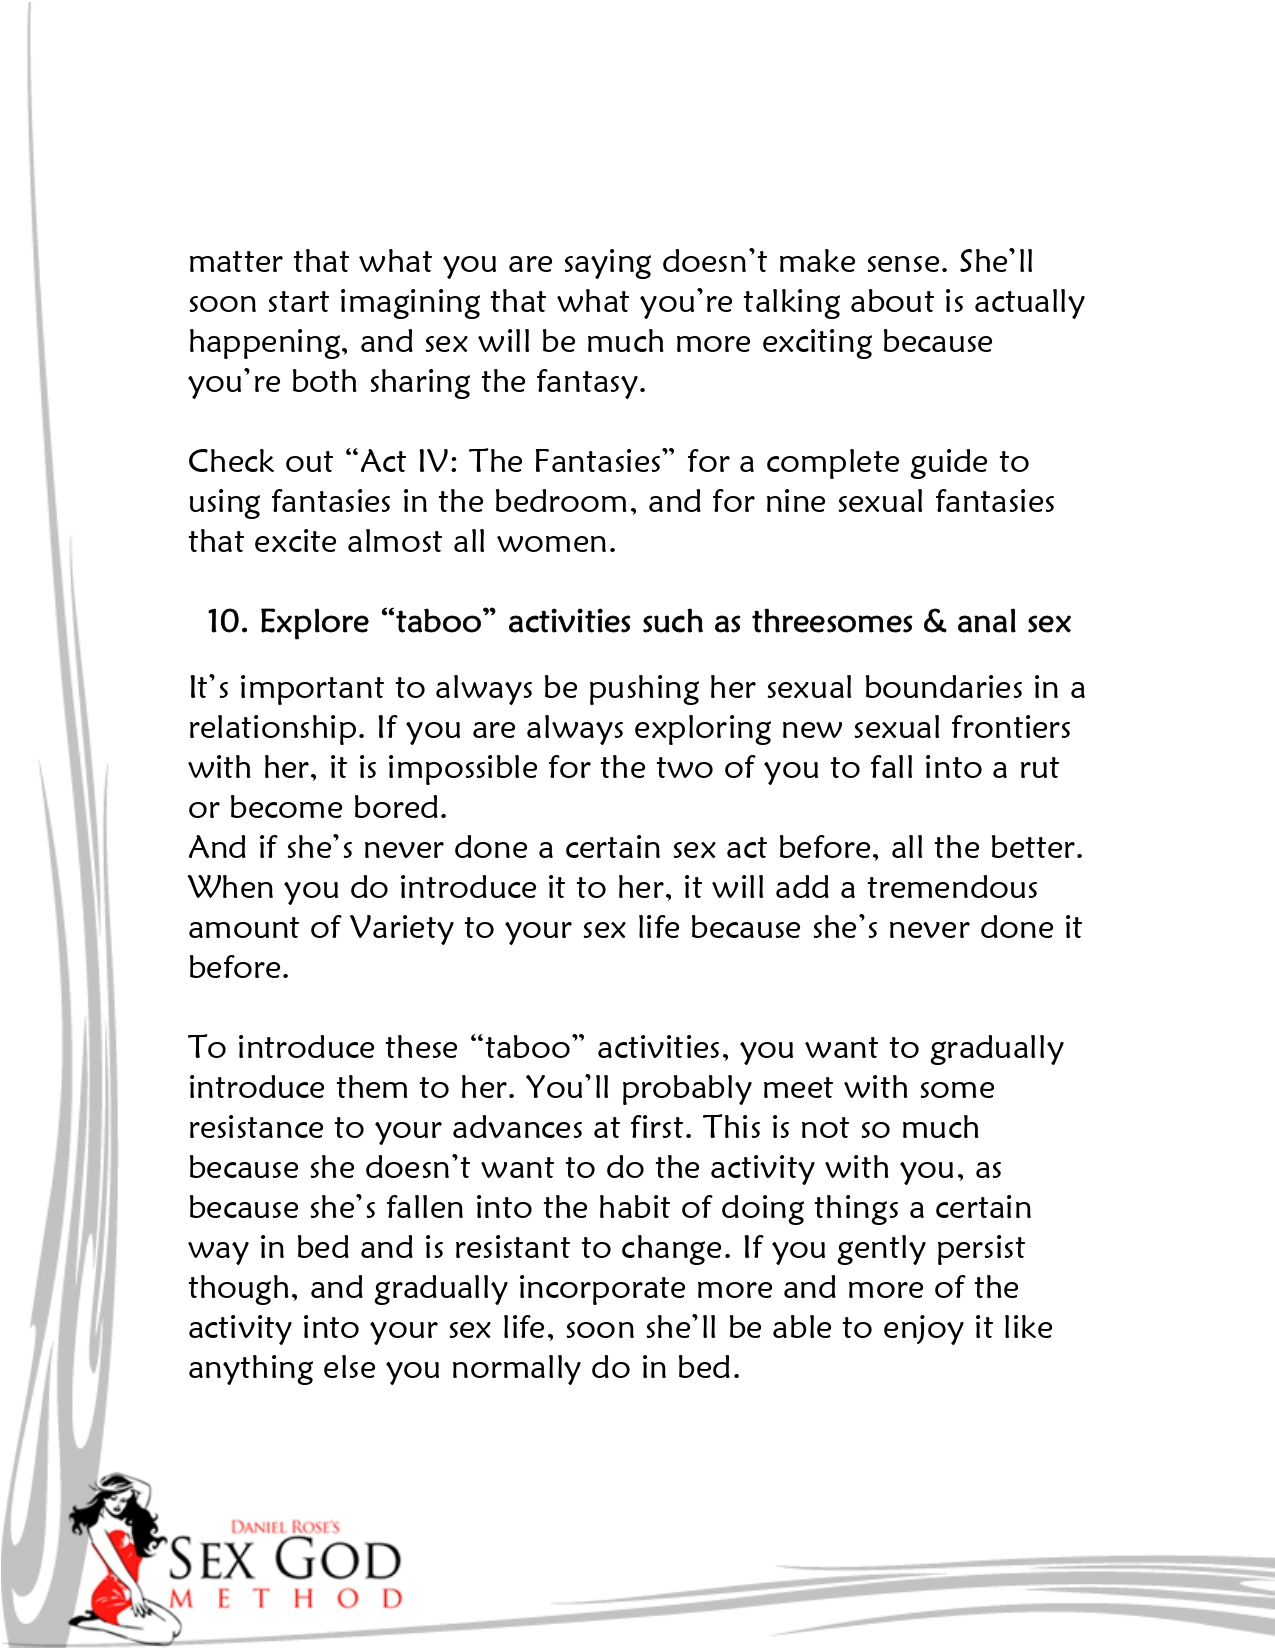 matter that what you are saying doesn’t make sense. She’ll
soon start imagining that what you’re talking about is actually
happening, and sex will be much more exciting because
you’re both sharing the fantasy.
Check out “Act IV: The Fantasies” for a complete guide to
using fantasies in the bedroom, and for nine sexual fantasies
that excite almost all women.
10. Explore “taboo” activities such as threesomes & anal sex
It’s important to always be pushing her sexual boundaries in a
relationship. If you are always exploring new sexual frontiers
with her, it is impossible for the two of you to fall into a rut
or become bored.
And if she’s never done a certain sex act before, all the better.
When you do introduce it to her, it will add a tremendous
amount of Variety to your sex life because she’s never done it
before.
To introduce these “taboo” activities, you want to gradually
introduce them to her. You’ll probably meet with some
resistance to your advances at first. This is not so much
because she doesn’t want to do the activity with you, as
because she’s fallen into the habit of doing things a certain
way in bed and is resistant to change. If you gently persist
though, and gradually incorporate more and more of the
activity into your sex life, soon she’ll be able to enjoy it like
anything else you normally do in bed.
DANIEL ROSE’S
SEX GOD
METHOD